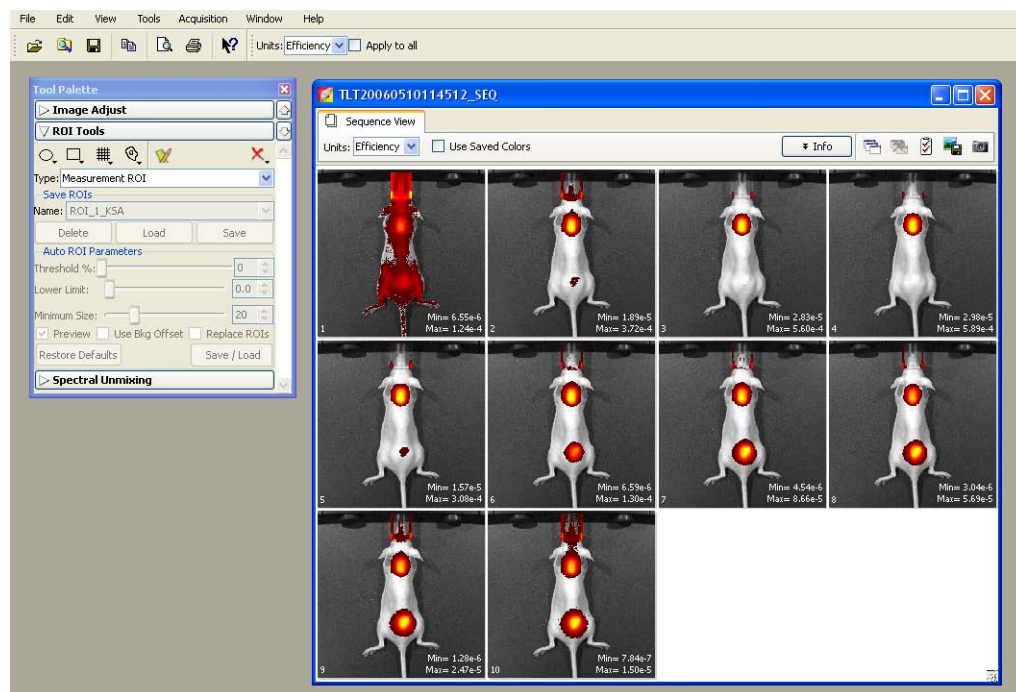 File Edit View Tools Acquisition Window Help
Units: Efficiency Apply to all
Tool Palette
Image Adjust
ROI Tools
Type: Measurement ROI
Save ROIs
Name: ROI_1_KSA
Delete Load Save
Auto ROI Parameters
Threshold %: 0
Lower Limit: 0.0
Minimum Size: 20
Preview Use Bkg Offset Replace ROIs
Restore Defaults Save / Load
Spectral Unmixing
TLT20060510114512_SEQ
Sequence View
Units: Efficiency Use Saved Colors Info
Min= 6.55e-6
1 Max= 1.24e-4
Min= 1.89e-5
2 Max= 3.72e-4
Min= 2.83e-5
3 Max= 5.60e-4
Min= 2.98e-5
4 Max= 5.89e-4
Min= 1.57e-5
5 Max= 3.08e-4
Min= 6.59e-6
6 Max= 1.30e-4
Min= 4.54e-6
7 Max= 8.66e-5
Min= 3.04e-6
8 Max= 5.69e-5
Min= 1.28e-6
9 Max= 2.47e-5
Min= 7.84e-7
10 Max= 1.50e-5